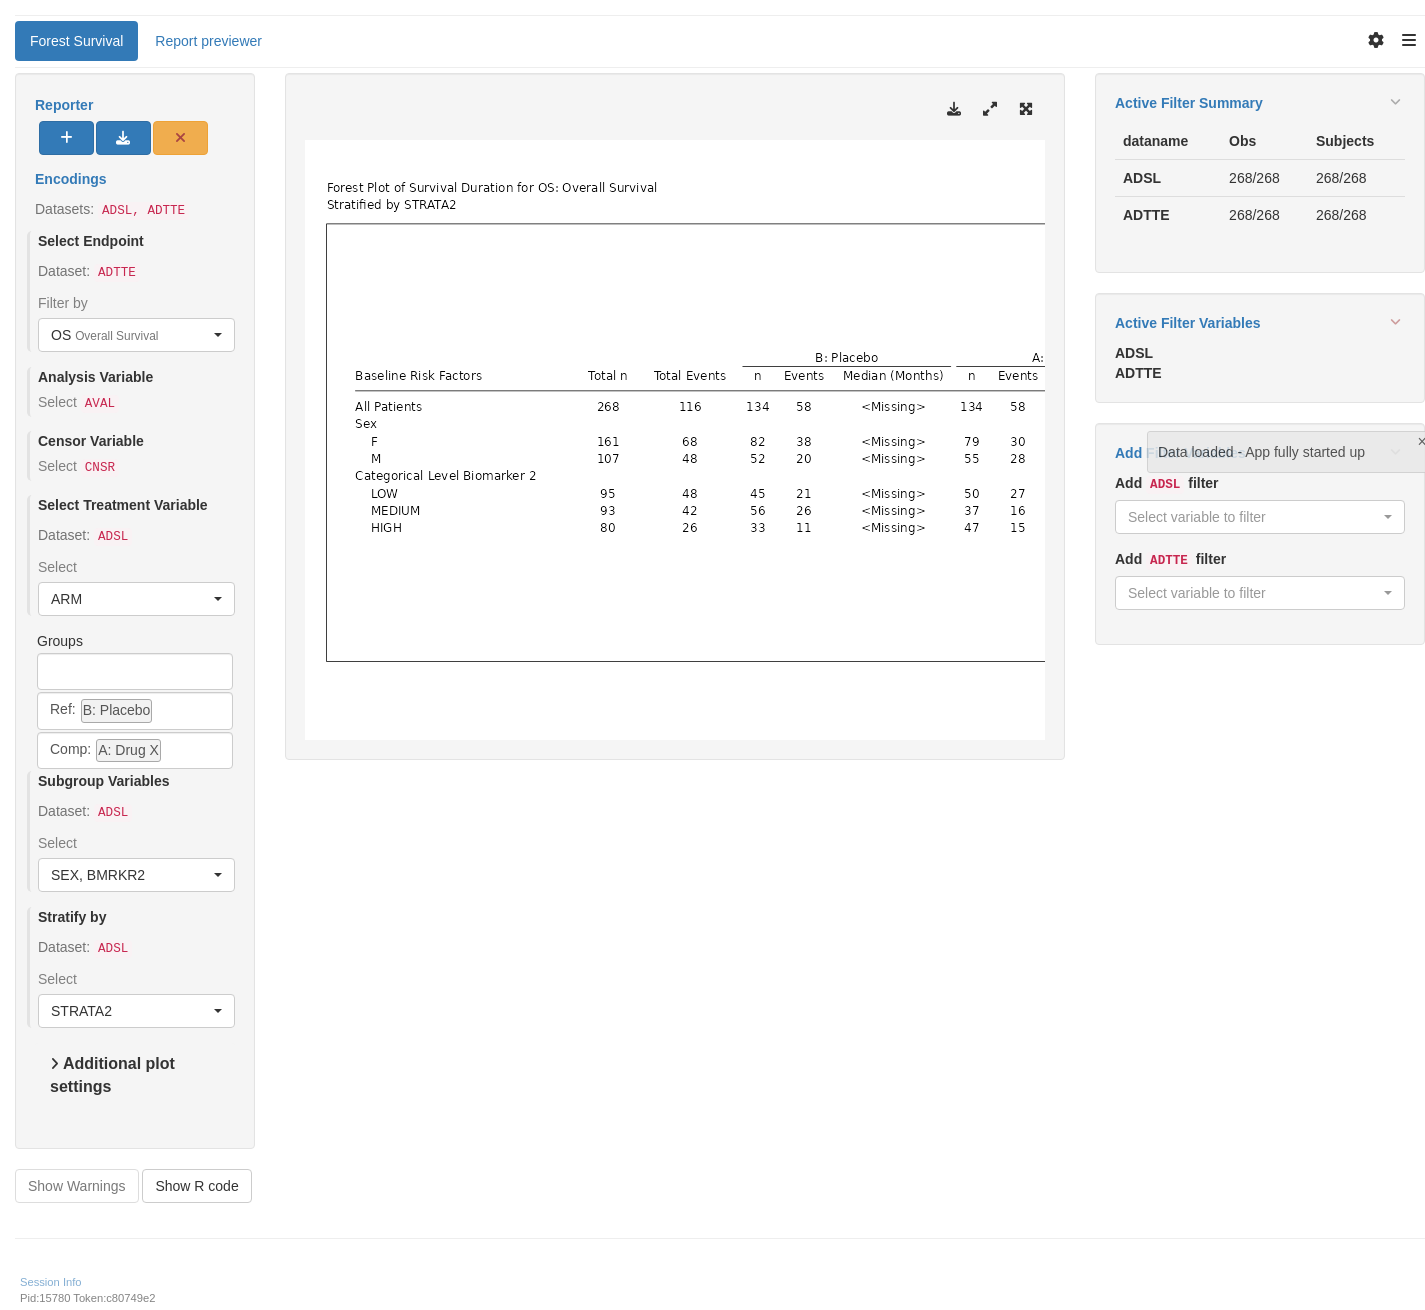 Forest Survival Report previewer
Reporter
Encodings
Datasets: ADSL, ADTTE
Select Endpoint
Dataset: ADTTE
Filter by
OS Overall Survival
Analysis Variable
Select AVAL
Censor Variable
Select CNSR
Select Treatment Variable
Dataset: ADSL
Select
ARM
Groups
Ref: B: Placebo
Comp: A: Drug X
Subgroup Variables
Dataset: ADSL
Select
SEX, BMRKR2
Stratify by
Dataset: ADSL
Select
STRATA2
Additional plot
settings
Show Warnings Show R code
Forest Plot of Survival Duration for OS: Overall Survival
Stratified by STRATA2
B: Placebo A:
Baseline Risk Factors Total n Total Events n Events Median (Months) n Events
All Patients 268 116 134 58 <Missing> 134 58
Sex
F 161 68 82 38 <Missing> 79 30
M 107 48 52 20 <Missing> 55 28
Categorical Level Biomarker 2
LOW 95 48 45 21 <Missing> 50 27
MEDIUM 93 42 56 26 <Missing> 37 16
HIGH 80 26 33 11 <Missing> 47 15
Active Filter Summary
dataname Obs Subjects
ADSL 268/268 268/268
ADTTE 268/268 268/268
Active Filter Variables
ADSL
ADTTE
Add
Data loaded - App fully started up ×
Add ADSL filter
Select variable to filter
Add ADTTE filter
Select variable to filter
Session Info
Pid:15780 Token:c80749e2